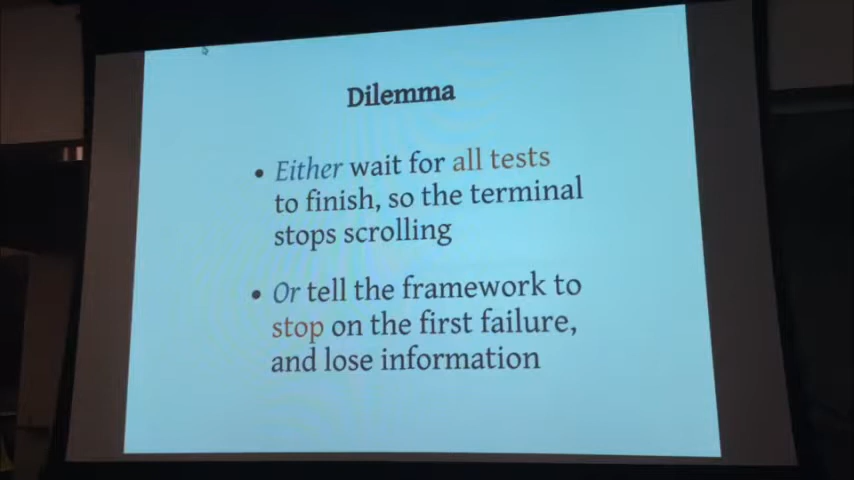 Dilemma
• Either wait for all tests
to finish, so the terminal
stops scrolling
• Or tell the framework to
stop on the first failure,
and lose information